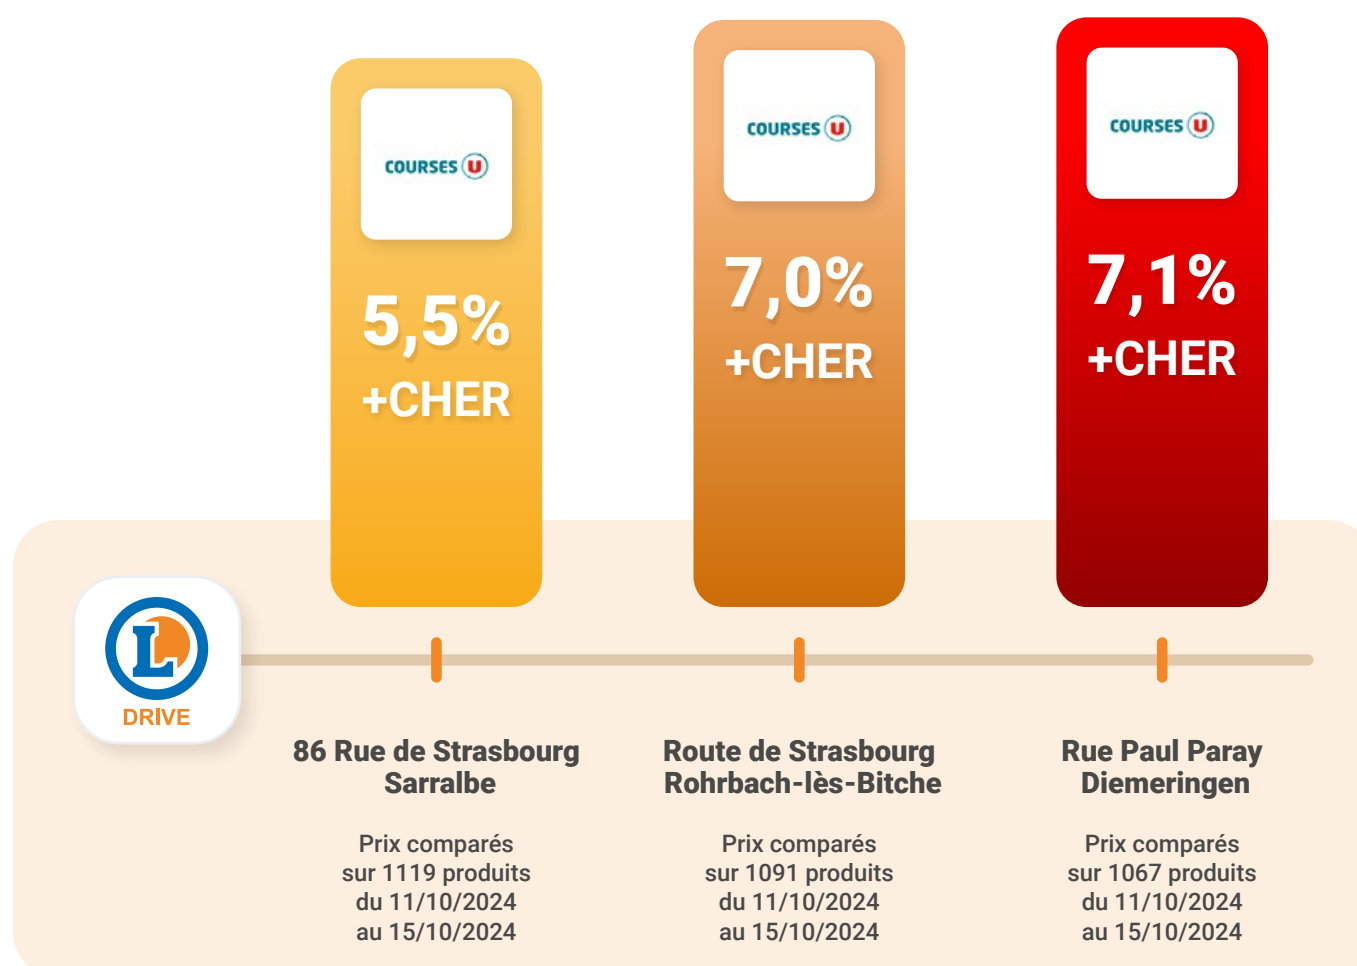 COURSES U
5,5%
+CHER
COURSES U
7,0%
+CHER
COURSES U
7,1%
+CHER
L
DRIVE
86 Rue de Strasbourg
Sarralbe
Prix comparés
sur 1119 produits
du 11/10/2024
au 15/10/2024
Route de Strasbourg
Rohrbach-lès-Bitche
Prix comparés
sur 1091 produits
du 11/10/2024
au 15/10/2024
Rue Paul Paray
Diemeringen
Prix comparés
sur 1067 produits
du 11/10/2024
au 15/10/2024